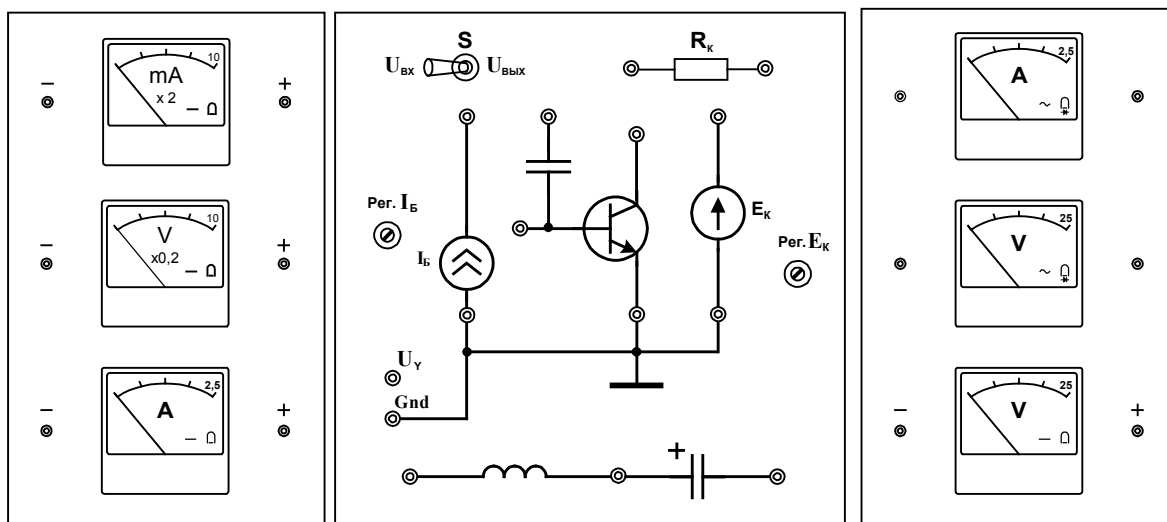 10
mA
x 2
− +
10
V
x0,2
− +
2,5
A
− +
S
Uвх Uвых
Rк
Рег. IБ
IБ
Eк
Рег. Eк
UY
Gnd
+
2,5
A
~
25
V
~
25
V
− +